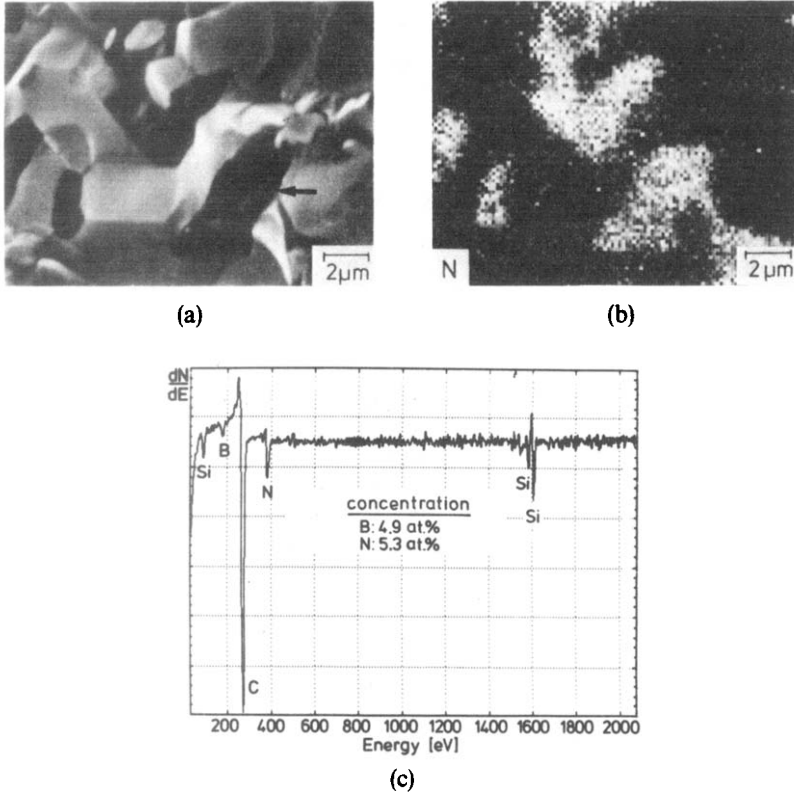 2µm
N
2µm
(a)
(b)
dN
dE
Si
B
N
C
Si
Si
concentration
B: 4.9 at.%
N: 5.3 at.%
200 400 600 800 1000 1200 1400 1600 1800 2000
Energy [eV]
(c)